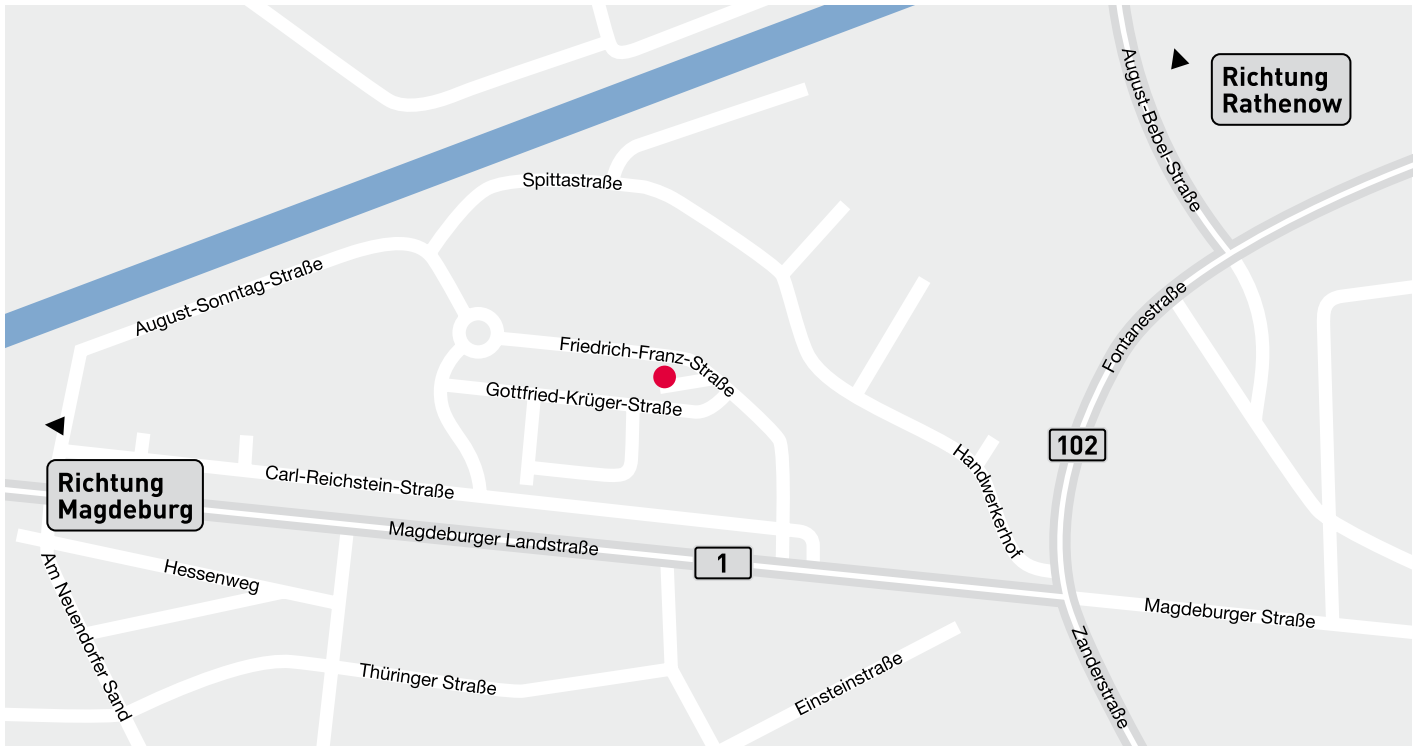 Richtung
Rathenow
August-Bebel-Straße
Spittastraße
August-Sonntag-Straße
Fontanestraße
Friedrich-Franz-Straße
Gottfried-Krüger-Straße
102
Handwerkerhof
Richtung
Magdeburg
Carl-Reichstein-Straße
Magdeburger Landstraße
1
Hessenweg
Am Neuendorfer Sand
Magdeburger Straße
Zanderstraße
Thüringer Straße
Einsteinstraße